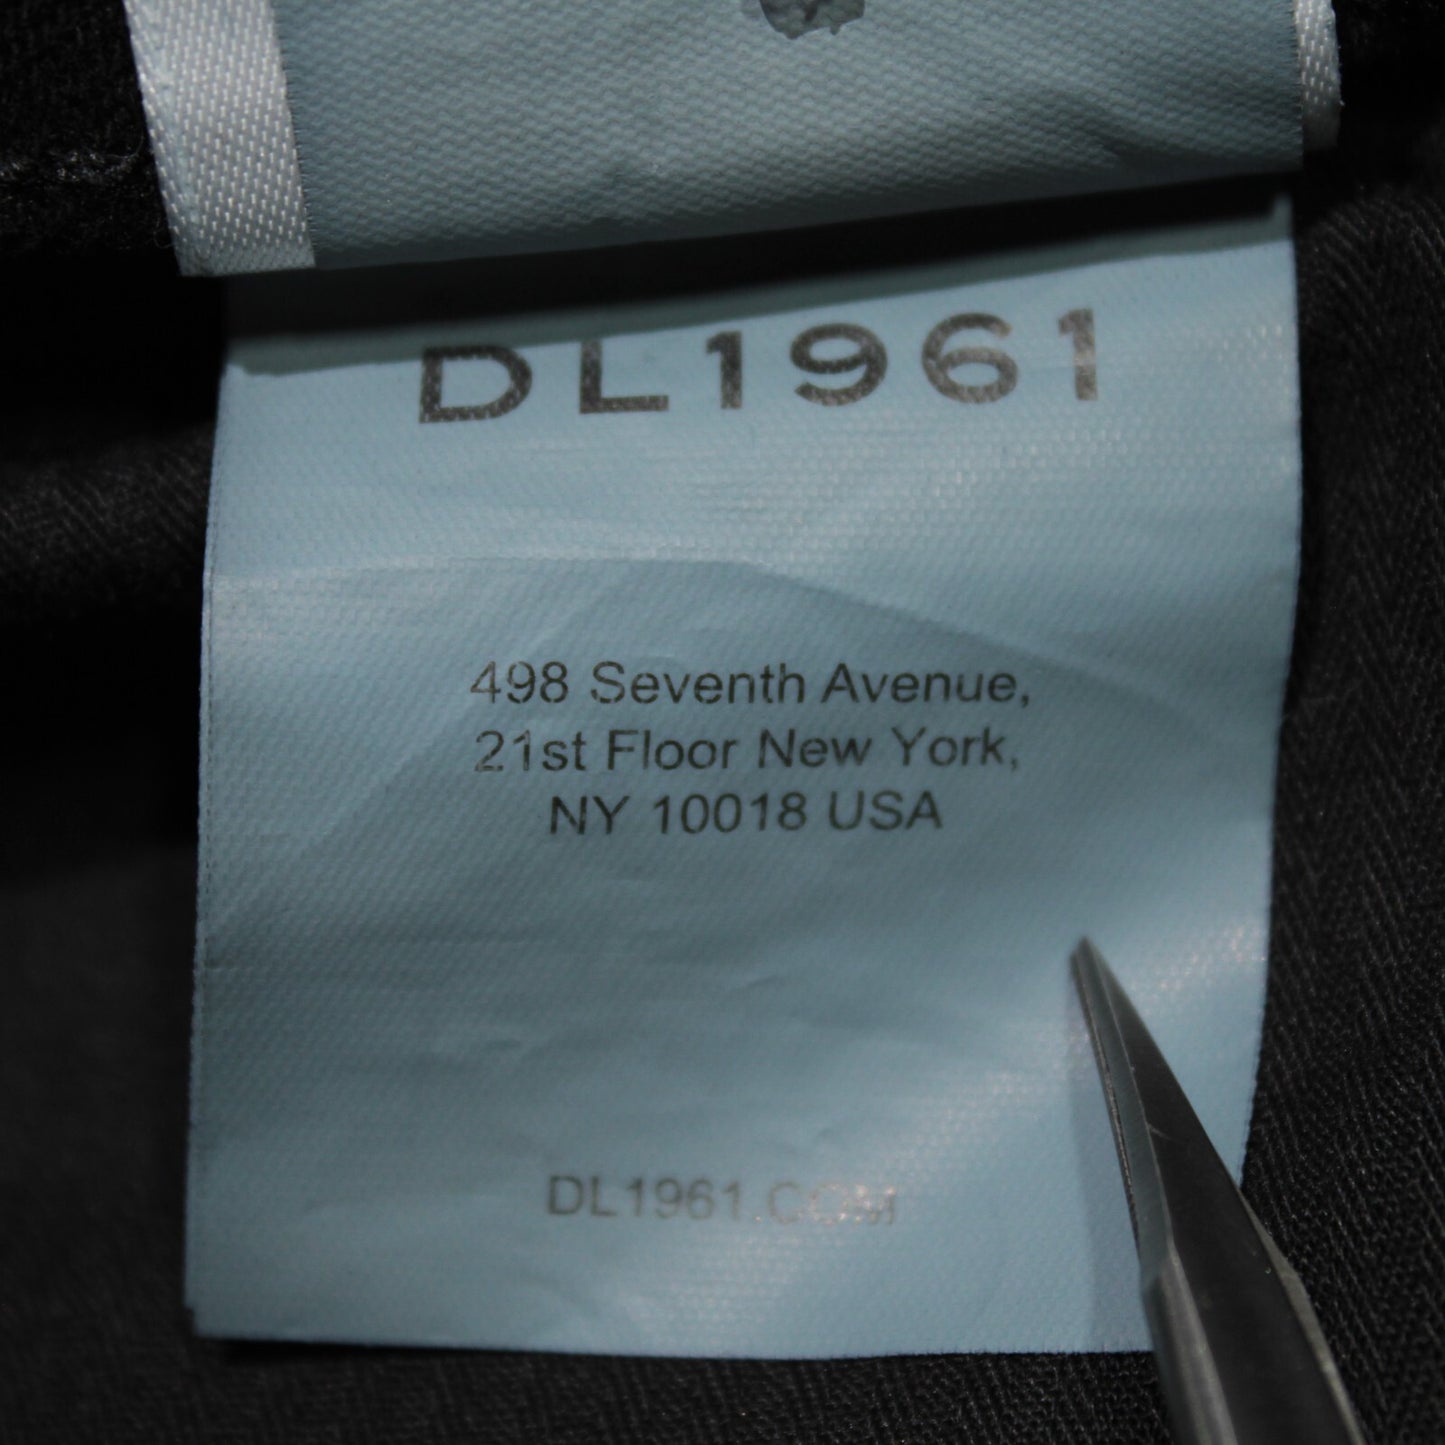 DL1961
498 Seventh Avenue,
21st Floor New York,
NY 10018 USA
DL1961.COM